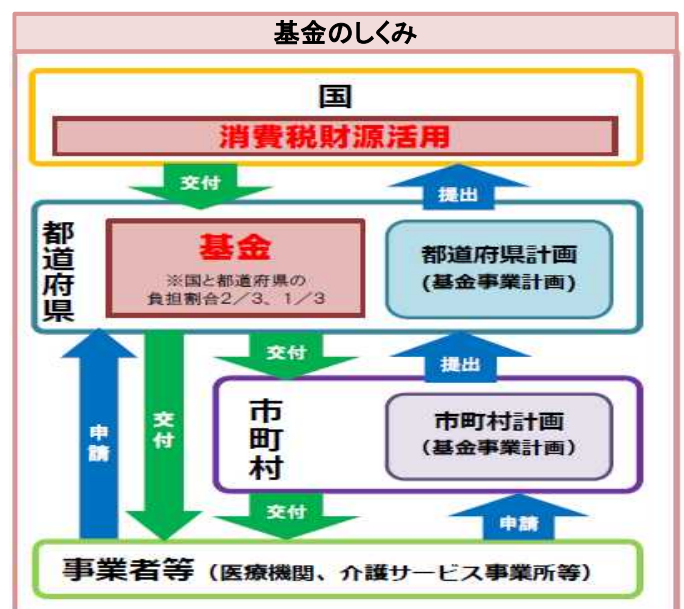 基金のしくみ
国
消費税財源活用
交付
提出
都道府県
基金
※国と都道府県の
負担割合2／3、1／3
都道府県計画
(基金事業計画)
交付
提出
申請
交付
市町村
市町村計画
(基金事業計画)
交付
申請
事業者等（医療機関、介護サービス事業所等）